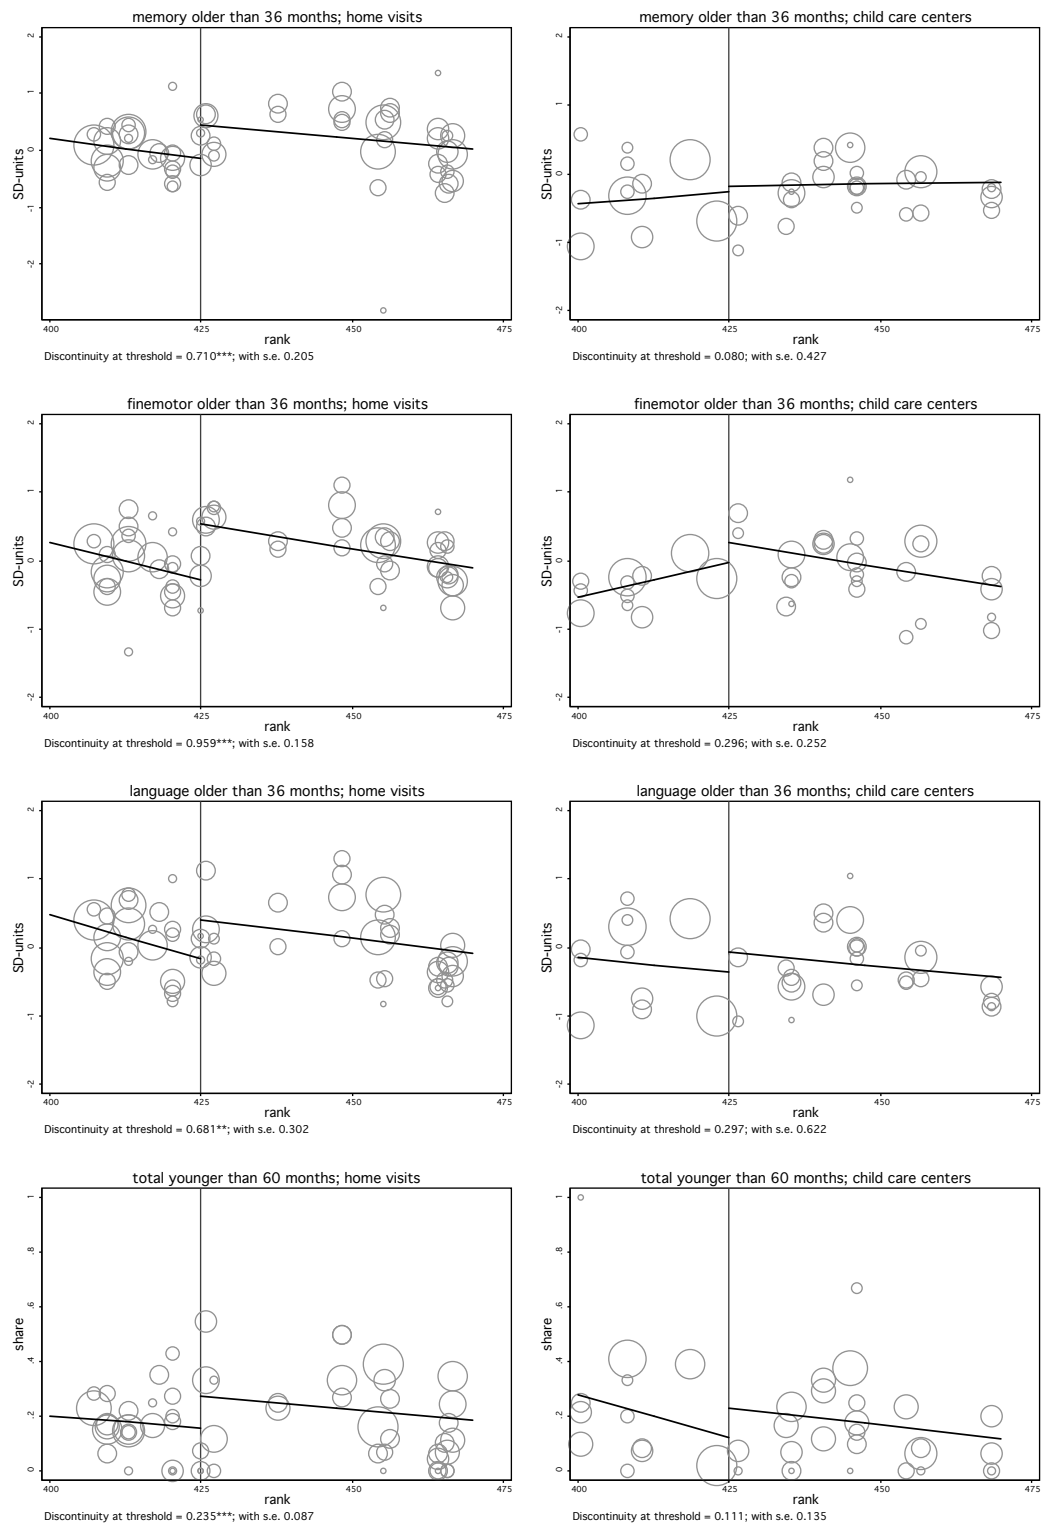 memory older than 36 months; home visits
SD-units
2
1
0
-1
-2
400 425 450 475
rank
Discontinuity at threshold = 0.710***; with s.e. 0.205
memory older than 36 months; child care centers
SD-units
2
1
0
-1
-2
400 425 450 475
rank
Discontinuity at threshold = 0.080; with s.e. 0.427
finemotor older than 36 months; home visits
SD-units
2
1
0
-1
-2
400 425 450 475
rank
Discontinuity at threshold = 0.959***; with s.e. 0.158
finemotor older than 36 months; child care centers
SD-units
2
1
0
-1
-2
400 425 450 475
rank
Discontinuity at threshold = 0.296; with s.e. 0.252
language older than 36 months; home visits
SD-units
2
1
0
-1
-2
400 425 450 475
rank
Discontinuity at threshold = 0.681**; with s.e. 0.302
language older than 36 months; child care centers
SD-units
2
1
0
-1
-2
400 425 450 475
rank
Discontinuity at threshold = 0.297; with s.e. 0.622
total younger than 60 months; home visits
share
1
.8
.6
.4
.2
0
400 425 450 475
rank
Discontinuity at threshold = 0.235***; with s.e. 0.087
total younger than 60 months; child care centers
share
1
.8
.6
.4
.2
0
400 425 450 475
rank
Discontinuity at threshold = 0.111; with s.e. 0.135